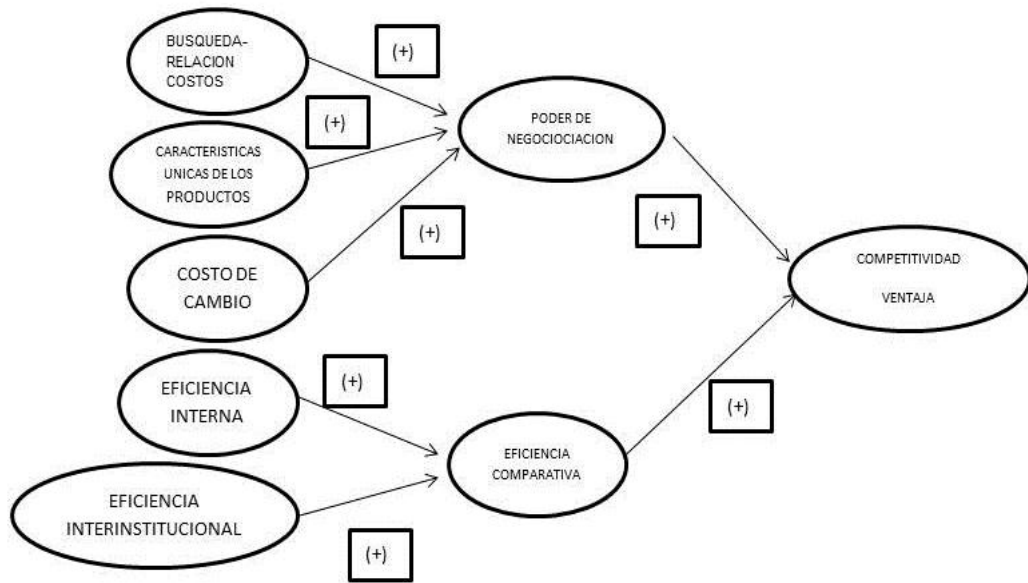 BUSQUEDA-
RELACION
COSTOS
(+)
(+)
CARACTERISTICAS
UNICAS DE LOS
PRODUCTOS
PODER DE
NEGOCIOCIACION
(+)
(+)
COSTO DE
CAMBIO
COMPETITIVIDAD
VENTAJA
EFICIENCIA
INTERNA
(+)
(+)
EFICIENCIA
COMPARATIVA
EFICIENCIA
INTERINSTITUCIONAL
(+)